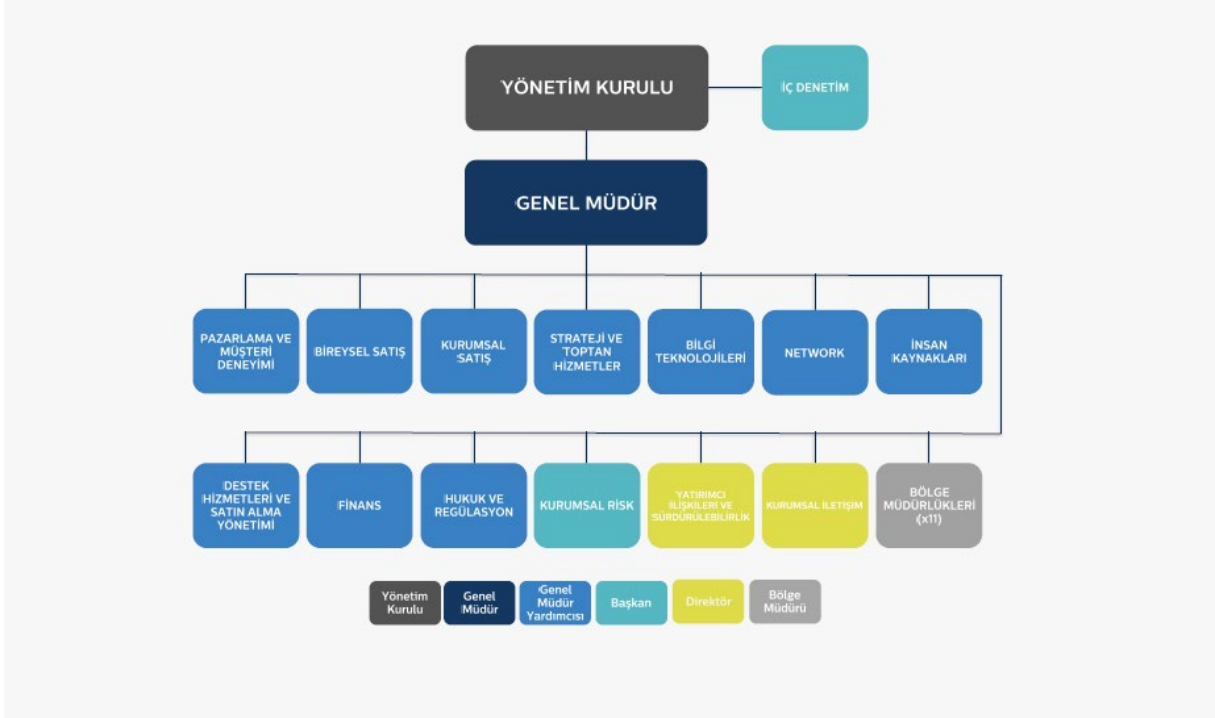 YÖNETİM KURULU
İÇ DENETİM
GENEL MÜDÜR
PAZARLAMA VE
MÜŞTERİ
DENEYİMİ
BİREYSEL SATIŞ
KURUMSAL
SATIŞ
STRATEJİ VE
TOPTAN
HİZMETLER
BİLGİ
TEKNOLOJİLERİ
NETWORK
İNSAN
KAYNAKLARI
DESTEK
HİZMETLERİ VE
SATIN ALMA
YÖNETİMİ
FİNANS
HUKUK VE
REGÜLASYON
KURUMSAL RİSK
YATIRIMCI
İLİŞKİLERİ VE
SÜRDÜRÜLEBİLİRLİK
KURUMSAL İLETİŞİM
BÖLGE
MÜDÜRLÜKLERİ
(x11)
Yönetim
Kurulu
Genel
Müdür
Genel
Müdür
Yardımcısı
Başkan
Direktör
Bölge
Müdürü